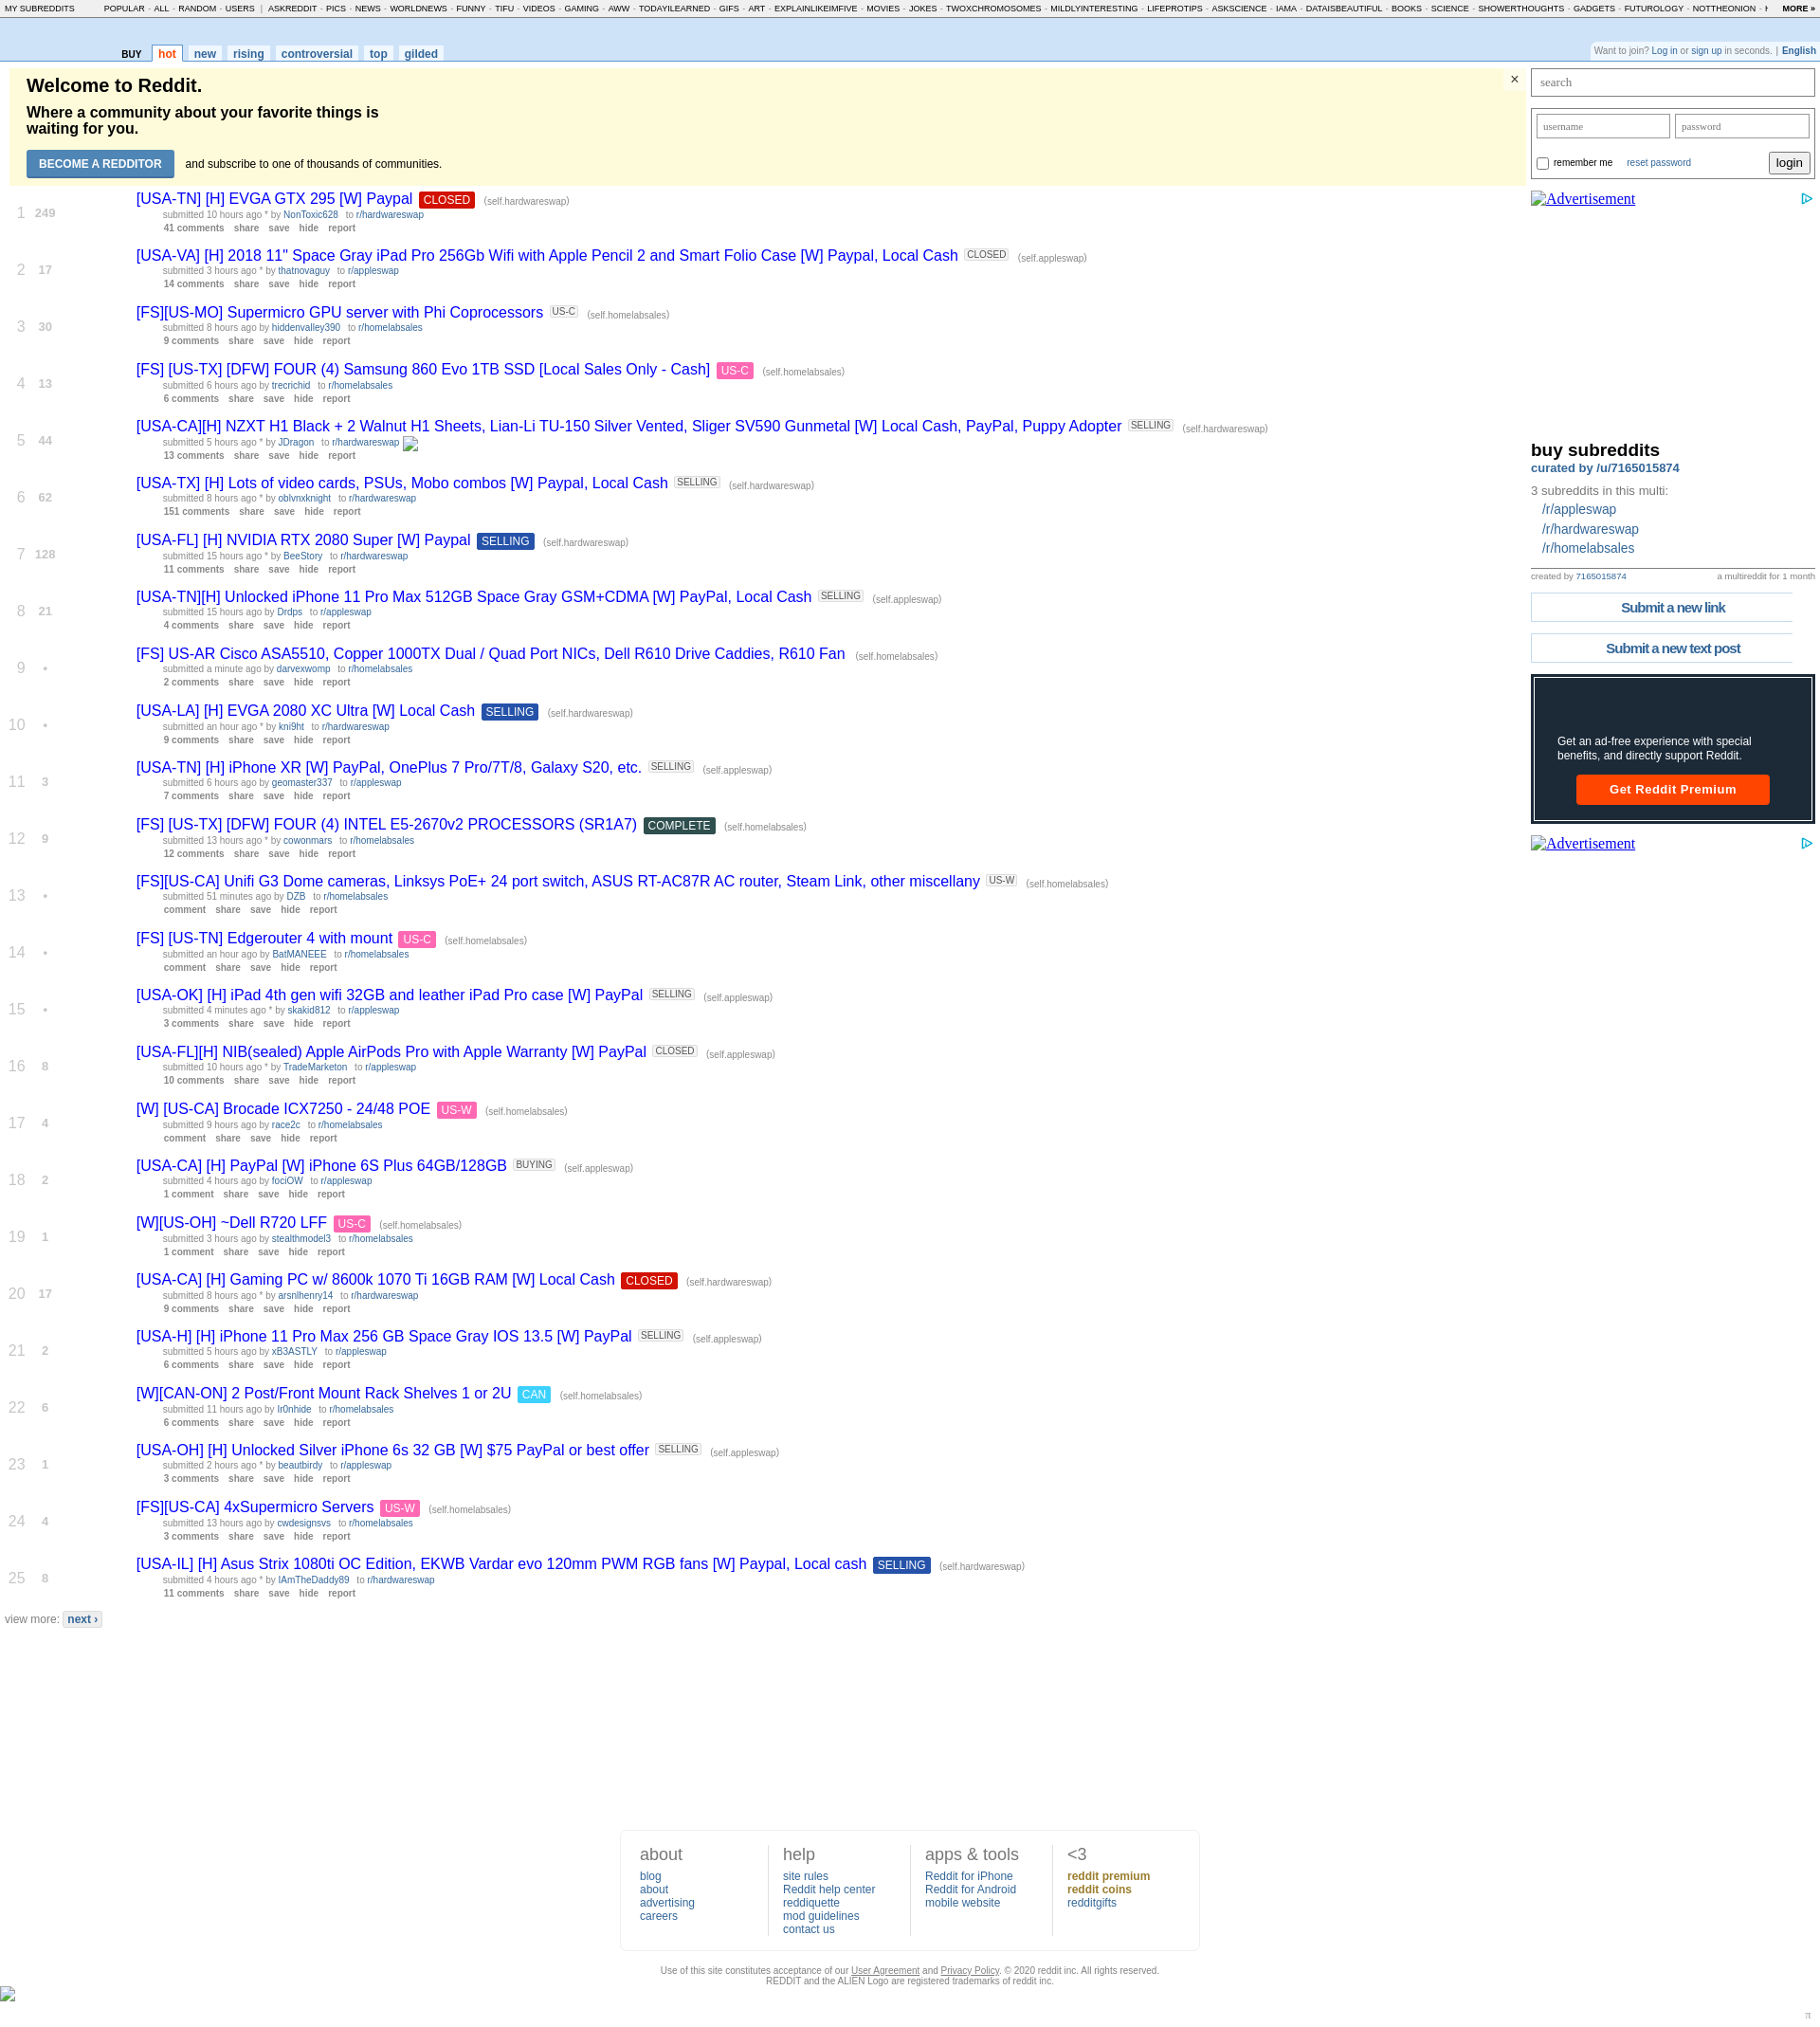 MY SUBREDDITS POPULAR - ALL - RANDOM - USERS | ASKREDDIT - PICS - NEWS - WORLDNEWS - FUNNY - TIFU - VIDEOS - GAMING - AWW - TODAYILEARNED - GIFS - ART - EXPLAINLIKEIMFIVE - MOVIES - JOKES - TWOXCHROMOSOMES - MILDLYINTERESTING - LIFEPROTIPS - ASKSCIENCE - IAMA - DATAISBEAUTIFUL - BOOKS - SCIENCE - SHOWERTHOUGHTS - GADGETS - FUTUROLOGY - NOTTHEONION - MORE »
BUY hot new rising controversial top gilded
Want to join? Log in or sign up in seconds. | English
Welcome to Reddit.
Where a community about your favorite things is
waiting for you.
BECOME A REDDITOR and subscribe to one of thousands of communities.
×
1 249 [USA-TN] [H] EVGA GTX 295 [W] Paypal CLOSED (self.hardwareswap)
submitted 10 hours ago * by NonToxic628 to r/hardwareswap
41 comments share save hide report
2 17 [USA-VA] [H] 2018 11" Space Gray iPad Pro 256Gb Wifi with Apple Pencil 2 and Smart Folio Case [W] Paypal, Local Cash CLOSED (self.appleswap)
submitted 3 hours ago * by thatnovaguy to r/appleswap
14 comments share save hide report
3 30 [FS][US-MO] Supermicro GPU server with Phi Coprocessors US-C (self.homelabsales)
submitted 8 hours ago by hiddenvalley390 to r/homelabsales
9 comments share save hide report
4 13 [FS] [US-TX] [DFW] FOUR (4) Samsung 860 Evo 1TB SSD [Local Sales Only - Cash] US-C (self.homelabsales)
submitted 6 hours ago by trecrichid to r/homelabsales
6 comments share save hide report
5 44 [USA-CA][H] NZXT H1 Black + 2 Walnut H1 Sheets, Lian-Li TU-150 Silver Vented, Sliger SV590 Gunmetal [W] Local Cash, PayPal, Puppy Adopter SELLING (self.hardwareswap)
submitted 5 hours ago * by JDragon to r/hardwareswap
13 comments share save hide report
6 62 [USA-TX] [H] Lots of video cards, PSUs, Mobo combos [W] Paypal, Local Cash SELLING (self.hardwareswap)
submitted 8 hours ago * by oblvnxknight to r/hardwareswap
151 comments share save hide report
7 128 [USA-FL] [H] NVIDIA RTX 2080 Super [W] Paypal SELLING (self.hardwareswap)
submitted 15 hours ago * by BeeStory to r/hardwareswap
11 comments share save hide report
8 21 [USA-TN][H] Unlocked iPhone 11 Pro Max 512GB Space Gray GSM+CDMA [W] PayPal, Local Cash SELLING (self.appleswap)
submitted 15 hours ago by Drdps to r/appleswap
4 comments share save hide report
9 • [FS] US-AR Cisco ASA5510, Copper 1000TX Dual / Quad Port NICs, Dell R610 Drive Caddies, R610 Fan (self.homelabsales)
submitted a minute ago by darvexwomp to r/homelabsales
2 comments share save hide report
10 • [USA-LA] [H] EVGA 2080 XC Ultra [W] Local Cash SELLING (self.hardwareswap)
submitted an hour ago * by kni9ht to r/hardwareswap
9 comments share save hide report
11 3 [USA-TN] [H] iPhone XR [W] PayPal, OnePlus 7 Pro/7T/8, Galaxy S20, etc. SELLING (self.appleswap)
submitted 6 hours ago by geomaster337 to r/appleswap
7 comments share save hide report
12 9 [FS] [US-TX] [DFW] FOUR (4) INTEL E5-2670v2 PROCESSORS (SR1A7) COMPLETE (self.homelabsales)
submitted 13 hours ago * by cowonmars to r/homelabsales
12 comments share save hide report
13 • [FS][US-CA] Unifi G3 Dome cameras, Linksys PoE+ 24 port switch, ASUS RT-AC87R AC router, Steam Link, other miscellany US-W (self.homelabsales)
submitted 51 minutes ago by DZB to r/homelabsales
comment share save hide report
14 • [FS] [US-TN] Edgerouter 4 with mount US-C (self.homelabsales)
submitted an hour ago by BatMANEEE to r/homelabsales
comment share save hide report
15 • [USA-OK] [H] iPad 4th gen wifi 32GB and leather iPad Pro case [W] PayPal SELLING (self.appleswap)
submitted 4 minutes ago * by skakid812 to r/appleswap
3 comments share save hide report
16 8 [USA-FL][H] NIB(sealed) Apple AirPods Pro with Apple Warranty [W] PayPal CLOSED (self.appleswap)
submitted 10 hours ago * by TradeMarketon to r/appleswap
10 comments share save hide report
17 4 [W] [US-CA] Brocade ICX7250 - 24/48 POE US-W (self.homelabsales)
submitted 9 hours ago by race2c to r/homelabsales
comment share save hide report
18 2 [USA-CA] [H] PayPal [W] iPhone 6S Plus 64GB/128GB BUYING (self.appleswap)
submitted 4 hours ago by fociOW to r/appleswap
1 comment share save hide report
19 1 [W][US-OH] ~Dell R720 LFF US-C (self.homelabsales)
submitted 3 hours ago by stealthmodel3 to r/homelabsales
1 comment share save hide report
20 17 [USA-CA] [H] Gaming PC w/ 8600k 1070 Ti 16GB RAM [W] Local Cash CLOSED (self.hardwareswap)
submitted 8 hours ago * by arsnlhenry14 to r/hardwareswap
9 comments share save hide report
21 2 [USA-H] [H] iPhone 11 Pro Max 256 GB Space Gray IOS 13.5 [W] PayPal SELLING (self.appleswap)
submitted 5 hours ago by xB3ASTLY to r/appleswap
6 comments share save hide report
22 6 [W][CAN-ON] 2 Post/Front Mount Rack Shelves 1 or 2U CAN (self.homelabsales)
submitted 11 hours ago by Ir0nhide to r/homelabsales
6 comments share save hide report
23 1 [USA-OH] [H] Unlocked Silver iPhone 6s 32 GB [W] $75 PayPal or best offer SELLING (self.appleswap)
submitted 2 hours ago * by beautbirdy to r/appleswap
3 comments share save hide report
24 4 [FS][US-CA] 4xSupermicro Servers US-W (self.homelabsales)
submitted 13 hours ago by cwdesignsvs to r/homelabsales
3 comments share save hide report
25 8 [USA-IL] [H] Asus Strix 1080ti OC Edition, EKWB Vardar evo 120mm PWM RGB fans [W] Paypal, Local cash SELLING (self.hardwareswap)
submitted 4 hours ago * by IAmTheDaddy89 to r/hardwareswap
11 comments share save hide report
view more: next ›
search
username password
remember me reset password login
Advertisement
buy subreddits
curated by /u/7165015874
3 subreddits in this multi:
/r/appleswap
/r/hardwareswap
/r/homelabsales
created by 7165015874 a multireddit for 1 month
Submit a new link
Submit a new text post
Get an ad-free experience with special
benefits, and directly support Reddit.
Get Reddit Premium
Advertisement
about
blog
about
advertising
careers
help
site rules
Reddit help center
reddiquette
mod guidelines
contact us
apps & tools
Reddit for iPhone
Reddit for Android
mobile website
<3
reddit premium
reddit coins
redditgifts
Use of this site constitutes acceptance of our User Agreement and Privacy Policy. © 2020 reddit inc. All rights reserved.
REDDIT and the ALIEN Logo are registered trademarks of reddit inc.
π